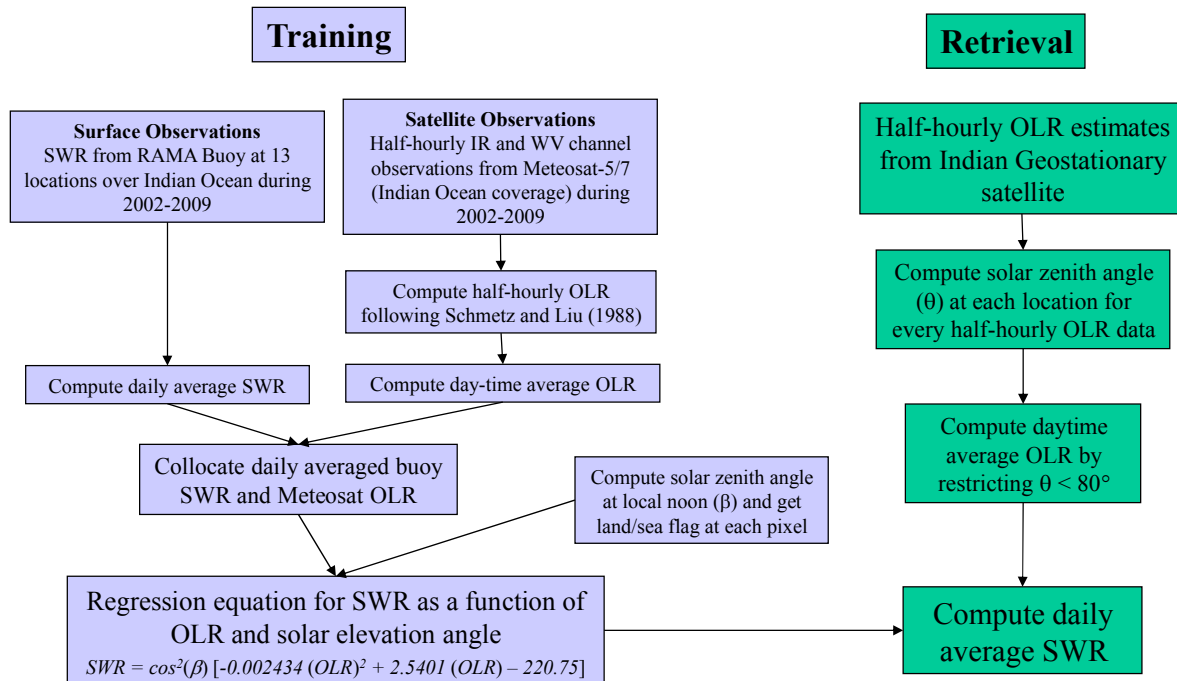 Training
Retrieval
Surface Observations
SWR from RAMA Buoy at 13
locations over Indian Ocean during
2002-2009
Satellite Observations
Half-hourly IR and WV channel
observations from Meteosat-5/7
(Indian Ocean coverage) during
2002-2009
Compute half-hourly OLR
following Schmetz and Liu (1988)
Compute daily average SWR
Compute day-time average OLR
Collocate daily averaged buoy
SWR and Meteosat OLR
Compute solar zenith angle
at local noon (β) and get
land/sea flag at each pixel
Regression equation for SWR as a function of
OLR and solar elevation angle
SWR = cos²(β) [-0.002434 (OLR)² + 2.5401 (OLR) – 220.75]
Half-hourly OLR estimates
from Indian Geostationary
satellite
Compute solar zenith angle
(θ) at each location for
every half-hourly OLR data
Compute daytime
average OLR by
restricting θ < 80°
Compute daily
average SWR